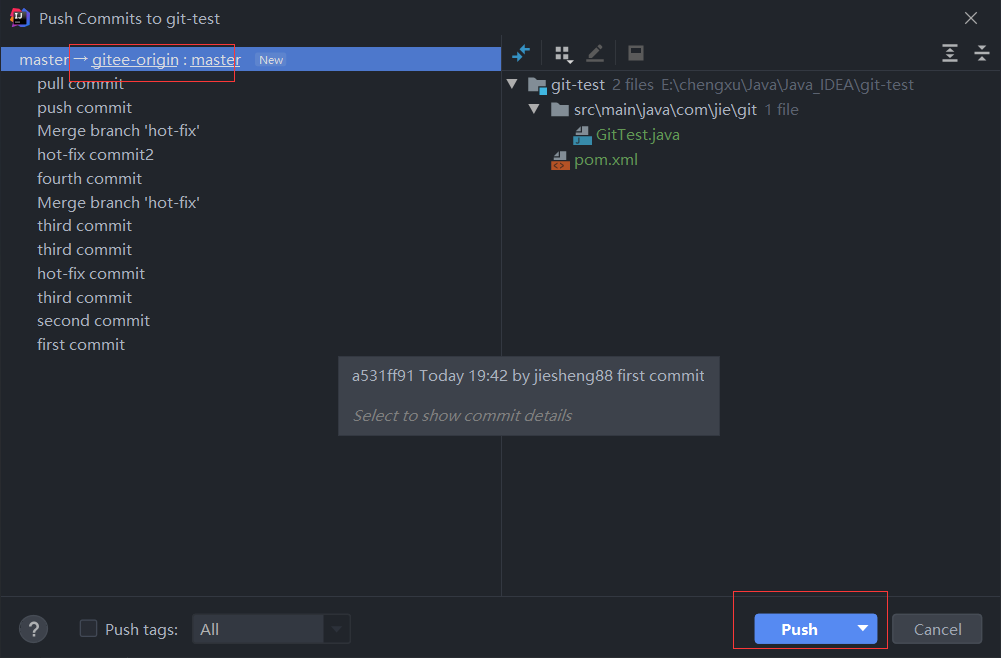 Push Commits to git-test
master → gitee-origin : master New
pull commit
push commit
Merge branch 'hot-fix'
hot-fix commit2
fourth commit
Merge branch 'hot-fix'
third commit
third commit
hot-fix commit
third commit
second commit
first commit
git-test 2 files E:\chengxu\Java\Java_IDEA\git-test
src\main\java\com\jie\git 1 file
GitTest.java
pom.xml
a531ff91 Today 19:42 by jiesheng88 first commit
Select to show commit details
? Push tags: All
Push Cancel